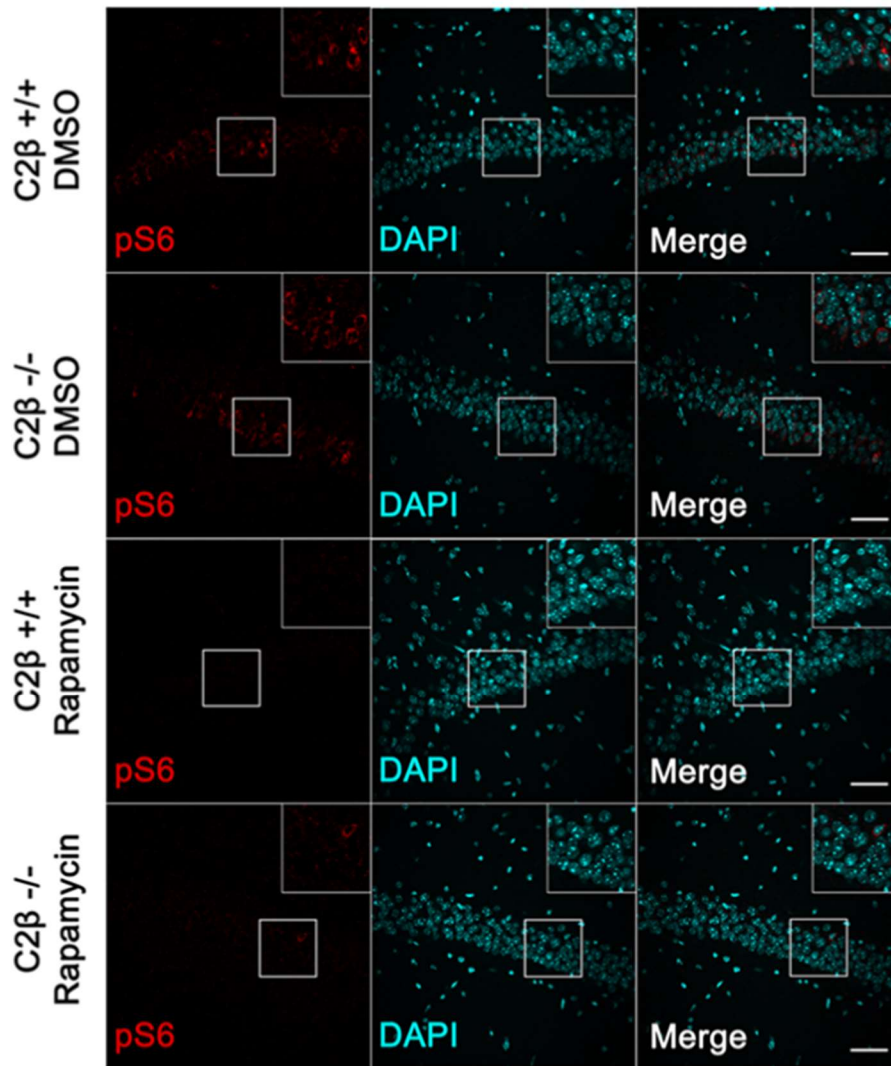 C2β +/+
DMSO
pS6
DAPI
Merge
C2β -/-
DMSO
pS6
DAPI
Merge
C2β +/+
Rapamycin
pS6
DAPI
Merge
C2β -/-
Rapamycin
pS6
DAPI
Merge